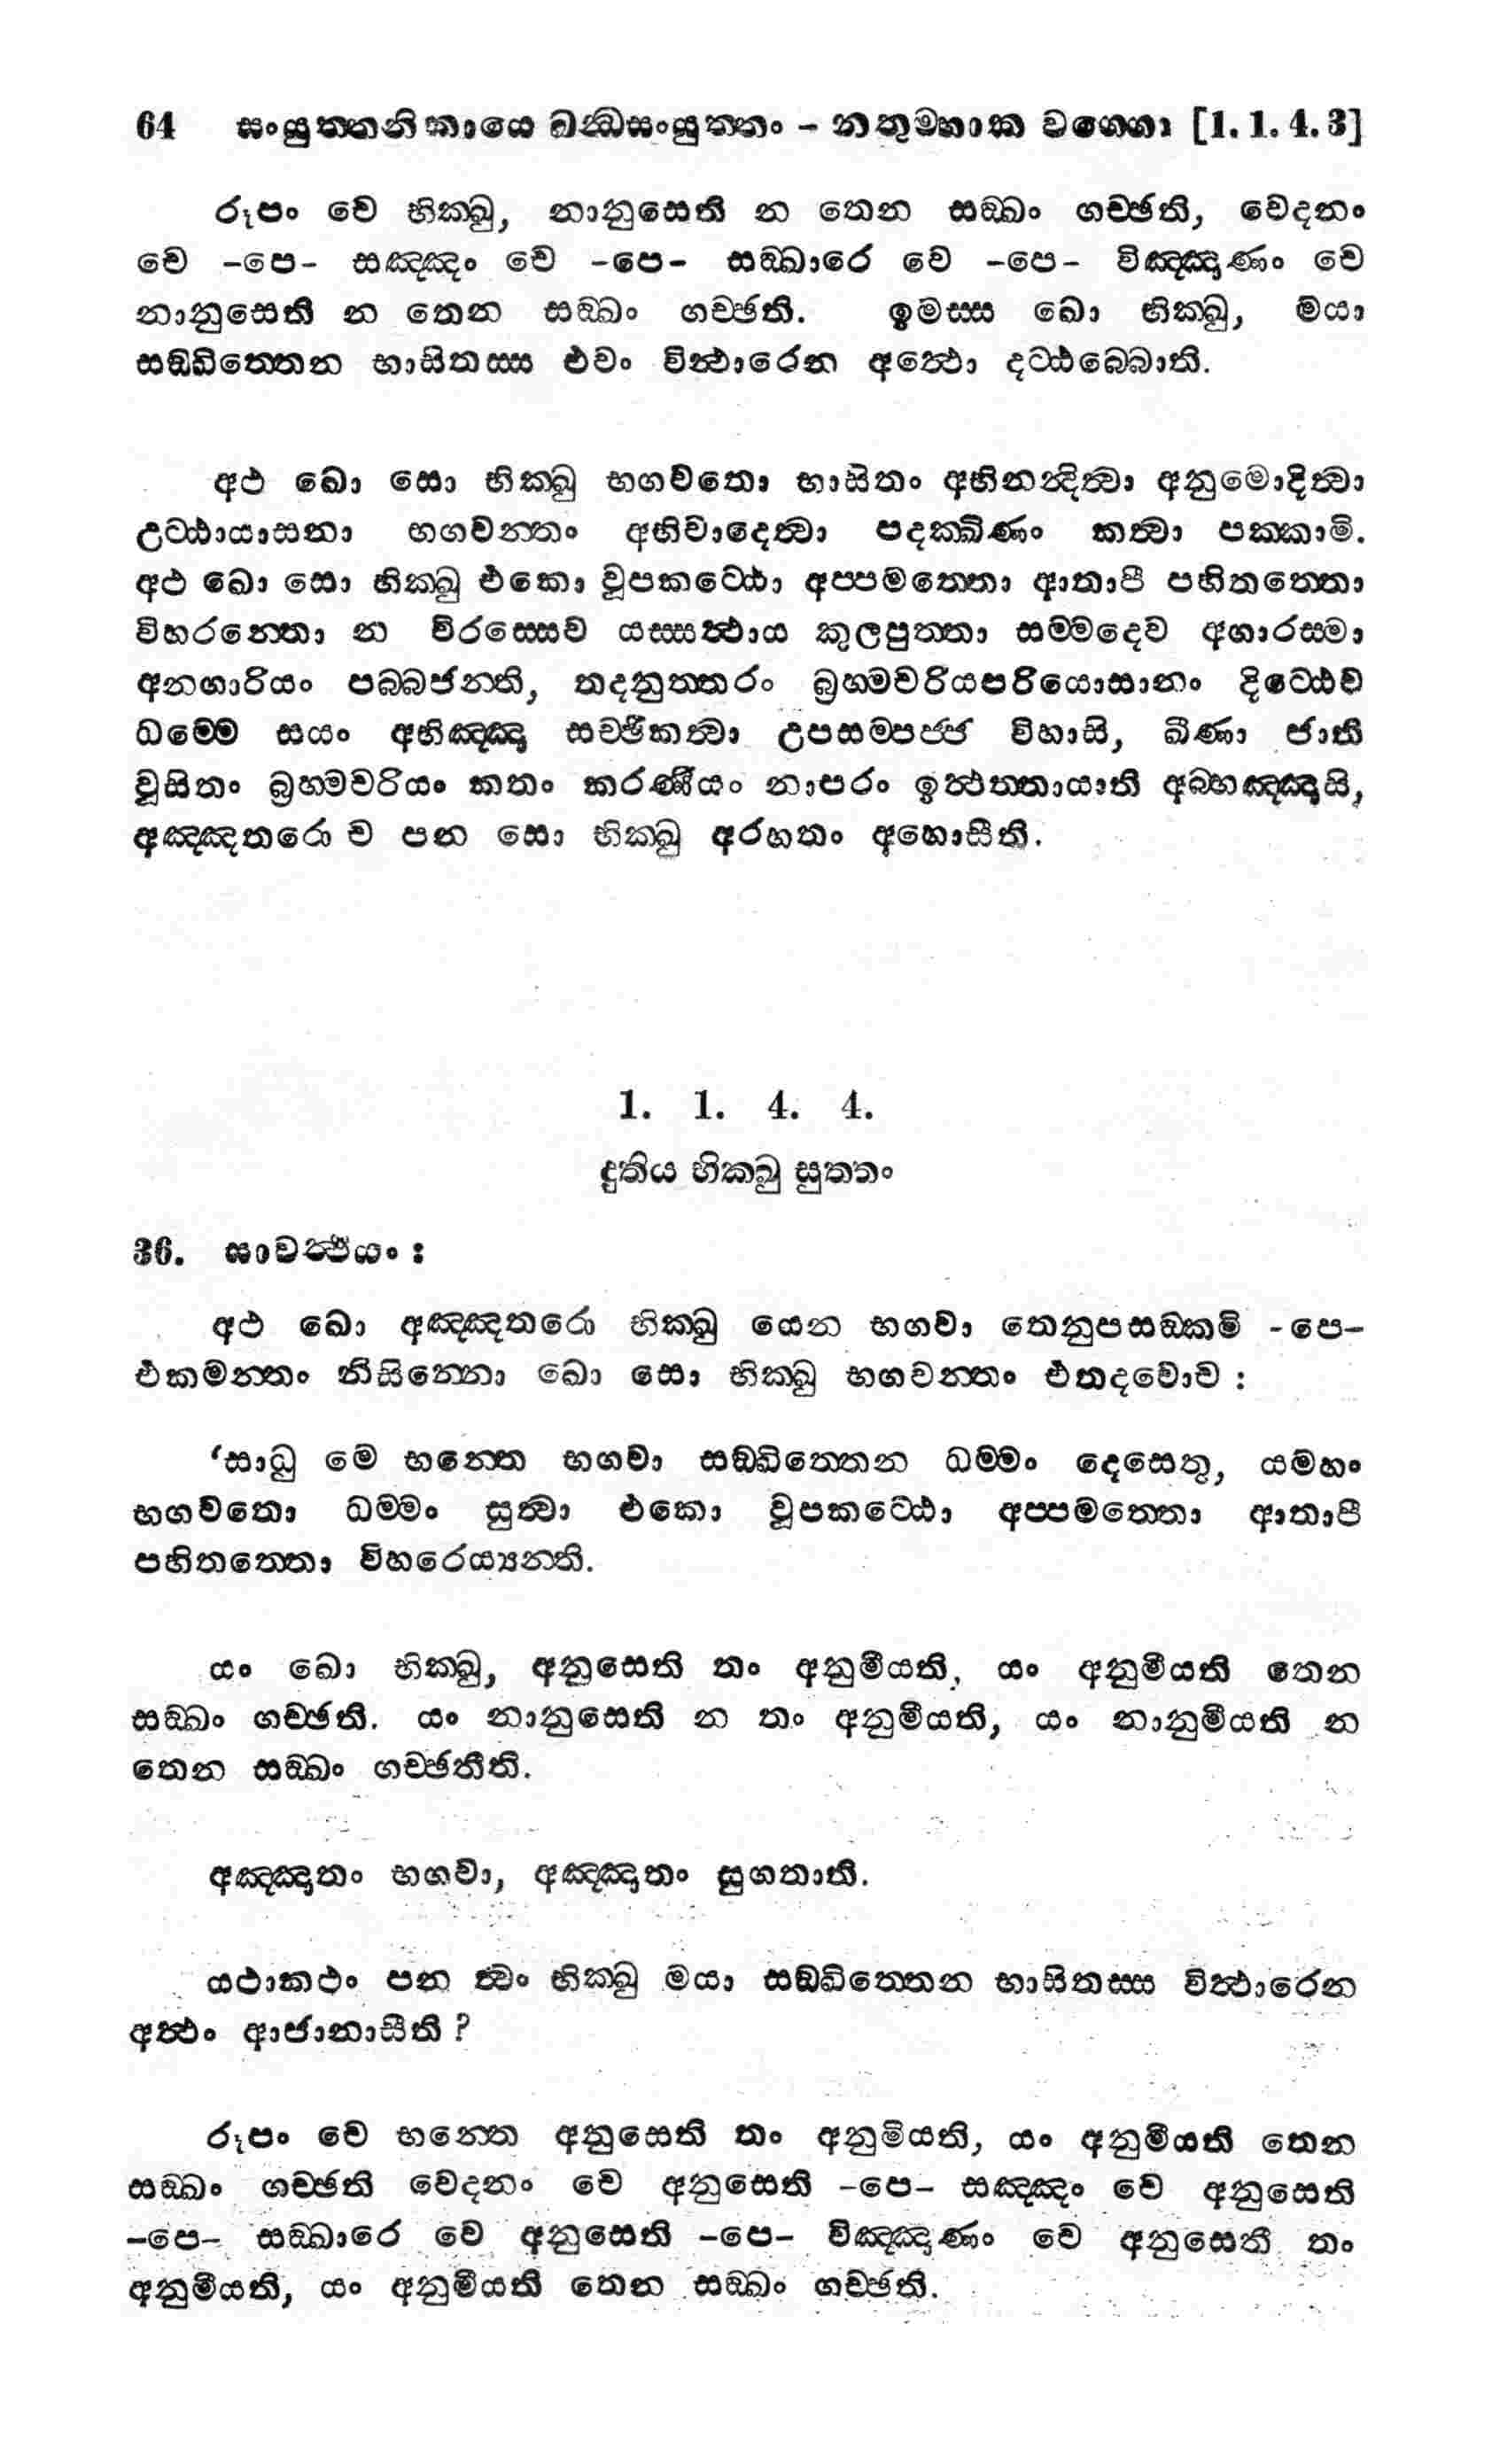 64 සංයුත්තනිකායෙ ඛන්ධසංයුත්තං - නතුම්හාක වග්ගො [1. 1. 4. 3]
රූපං චෙ භික්ඛු, නානුසෙති න තෙන සඞ්ඛං ගච්ඡති, වෙදනං
චෙ -පෙ- සඤ්ඤං චෙ -පෙ- සඞ්ඛාරෙ චෙ -පෙ- විඤ්ඤාණං චෙ
නානුසෙති න තෙන සඞ්ඛං ගච්ඡති. ඉමස්ස ඛො භික්ඛු, මයා
සඞ්ඛිත්තෙන භාසිතස්ස එවං විත්ථාරෙන අත්ථො දට්ඨබ්බොති.
අථ ඛො සො භික්ඛු භගවතො භාසිතං අභිනන්දිත්වා අනුමොදිත්වා
උට්ඨායාසනා භගවන්තං අභිවාදෙත්වා පදක්ඛිණං කත්වා පක්කාමි.
අථ ඛො සො භික්ඛු එකො වූපකට්ඨො අප්පමත්තො ආතාපී පහිතත්තො
විහරන්තො න චිරස්සෙව යස්සත්ථාය කුලපුත්තා සම්මදෙව අගාරස්මා
අනගාරියං පබ්බජන්ති, තදනුත්තරං බ්‍රහ්මචරියපරියොසානං දිට්ඨෙව
ධම්මෙ සයං අභිඤ්ඤා සච්ඡිකත්වා උපසම්පජ්ජ විහාසි, ඛීණා ජාති
වූසිතං බ්‍රහ්මචරියං කතං කරණීයං නාපරං ඉත්ථත්තායාති අබ්භඤ්ඤාසි,
අඤ්ඤතරො ච පන සො භික්ඛු අරහතං අහොසීති.
1. 1. 4. 4.
දුතිය භික්ඛු සුත්තං
36. සාවත්ථියං :
අථ ඛො අඤ්ඤතරො භික්ඛු යෙන භගවා තෙනුපසඞ්කමි -පෙ-
එකමන්තං නිසින්නො ඛො සො භික්ඛු භගවන්තං එතදවොච :
‘සාධු මෙ භන්තෙ භගවා සඞ්ඛිත්තෙන ධම්මං දෙසෙතු, යමහං
භගවතො ධම්මං සුත්වා එකො වූපකට්ඨො අප්පමත්තො ආතාපී
පහිතත්තො විහරෙය්‍යන්ති.
යං ඛො භික්ඛු, අනුසෙති තං අනුමීයති, යං අනුමීයති තෙන
සඞ්ඛං ගච්ඡති. යං නානුසෙති න තං අනුමීයති, යං නානුමීයති න
තෙන සඞ්ඛං ගච්ඡතීති.
අඤ්ඤාතං භගවා, අඤ්ඤාතං සුගතාති.
යථාකථං පන ත්වං භික්ඛු මයා සඞ්ඛිත්තෙන භාසිතස්ස විත්ථාරෙන
අත්ථං ආජානාසීති ?
රූපං චෙ භන්තෙ අනුසෙති තං අනුමියති, යං අනුමීයති තෙන
සඞ්ඛං ගච්ඡති වෙදනං චෙ අනුසෙති -පෙ- සඤ්ඤං චෙ අනුසෙති
-පෙ- සඞ්ඛාරෙ චෙ අනුසෙති -පෙ- විඤ්ඤාණං චෙ අනුසෙති තං
අනුමීයති, යං අනුමීයති තෙන සඞ්ඛං ගච්ඡති.